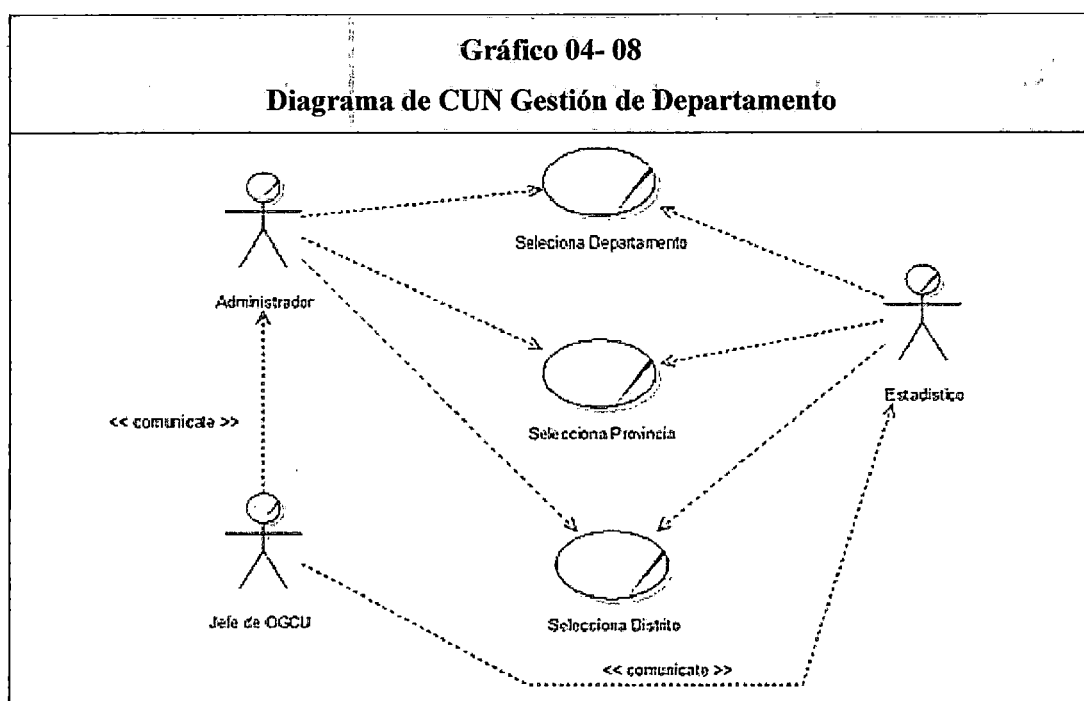 Gráfico 04- 08
Diagrama de CUN Gestión de Departamento
Seleciona Departamento
Administrador
Estadistico
Selecciona Provincia
<< comunicate >>
Jefe de OGCU
Selecciona Distrito
<< comunicate >>